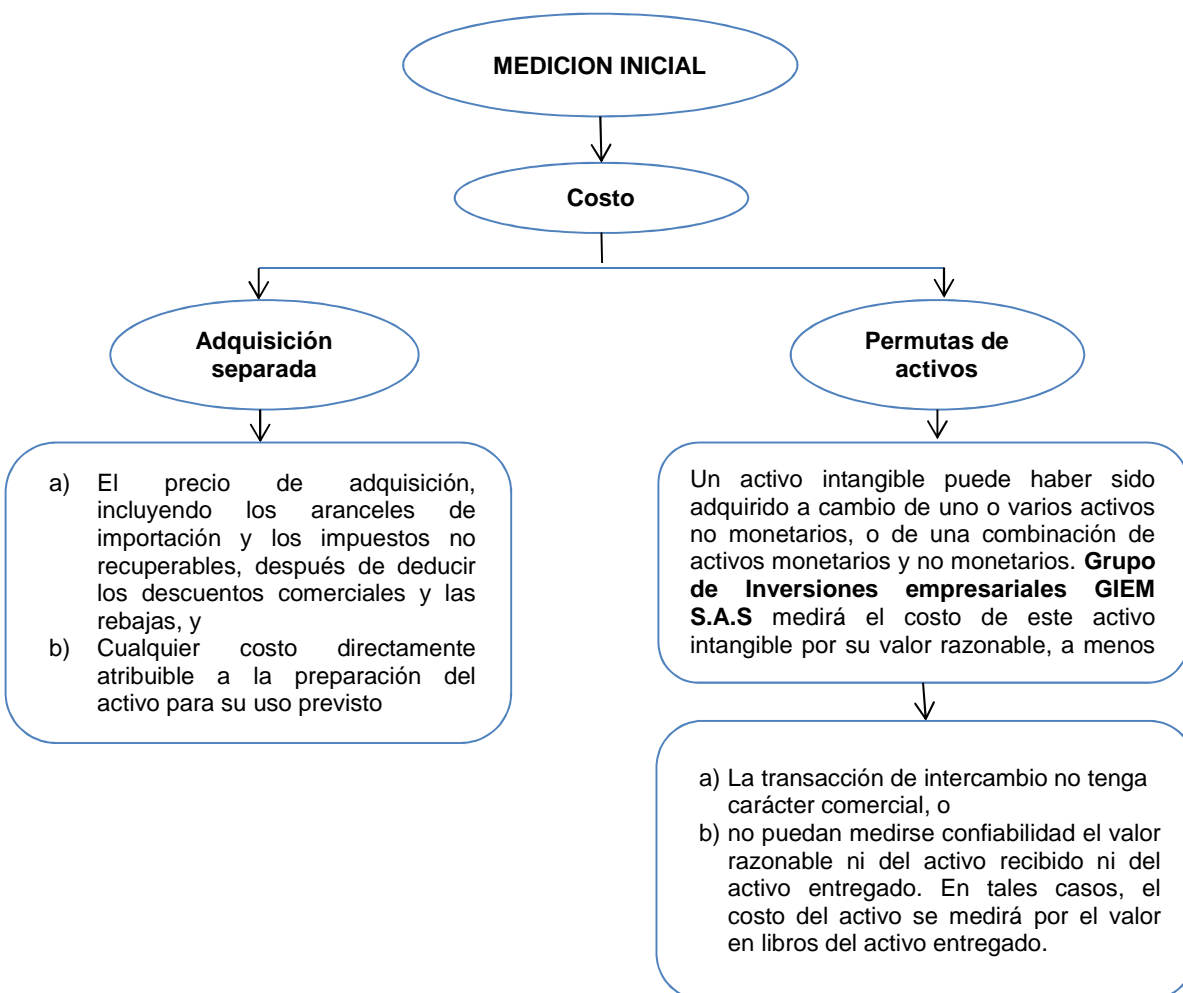 MEDICION INICIAL
Costo
Adquisición
separada
a) El precio de adquisición,
incluyendo los aranceles de
importación y los impuestos no
recuperables, después de deducir
los descuentos comerciales y las
rebajas, y
b) Cualquier costo directamente
atribuible a la preparación del
activo para su uso previsto
Permutas de
activos
Un activo intangible puede haber sido
adquirido a cambio de uno o varios activos
no monetarios, o de una combinación de
activos monetarios y no monetarios. Grupo
de Inversiones empresariales GIEM
S.A.S medirá el costo de este activo
intangible por su valor razonable, a menos
a) La transacción de intercambio no tenga
carácter comercial, o
b) no puedan medirse confiabilidad el valor
razonable ni del activo recibido ni del
activo entregado. En tales casos, el
costo del activo se medirá por el valor
en libros del activo entregado.